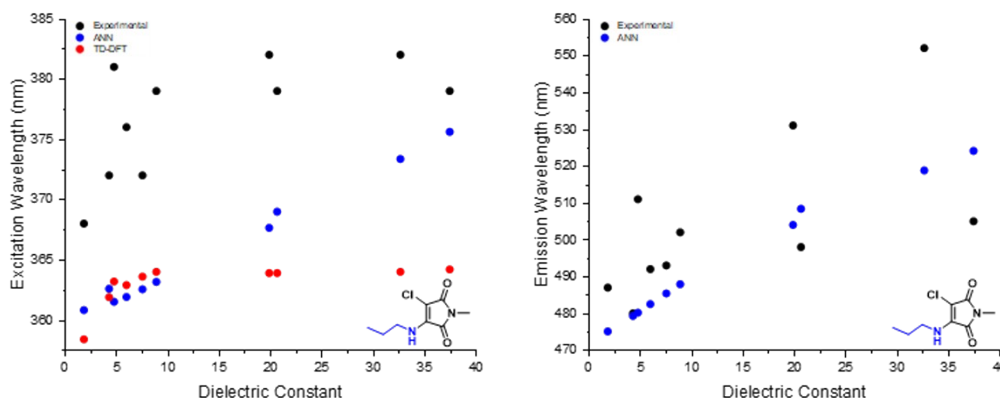 385
380
375
370
365
360
Excitation Wavelength (nm)
Experimental
ANN
TD-DFT
Cl
O
N
O
N
H
0
5
10
15
20
25
30
35
40
Dielectric Constant
560
550
540
530
520
510
500
490
480
470
Emission Wavelength (nm)
Experimental
ANN
Cl
O
N
O
N
H
0
5
10
15
20
25
30
35
40
Dielectric Constant